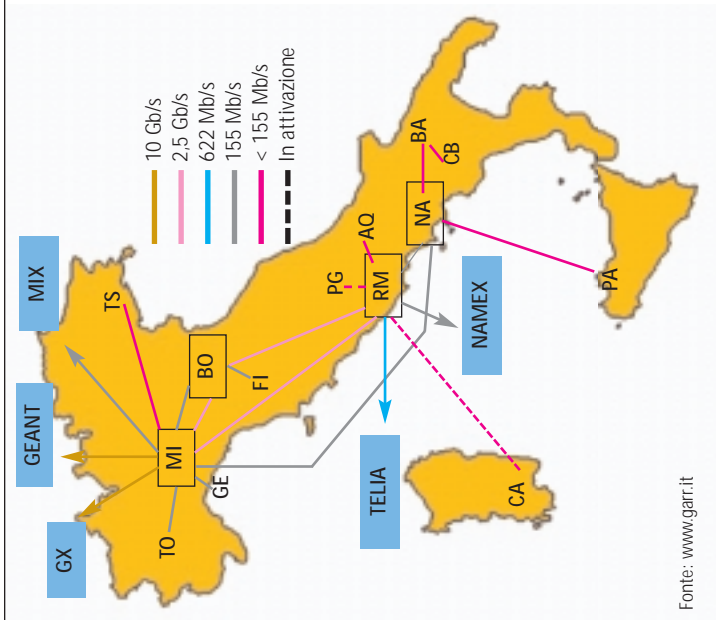 GX
GEANT
MIX
TO
MI
TS
GE
BO
FI
PG
AQ
RM
NA
BA
CB
TELIA
NAMEX
CA
PA
10 Gb/s
2,5 Gb/s
622 Mb/s
155 Mb/s
< 155 Mb/s
In attivazione
Fonte: www.garr.it